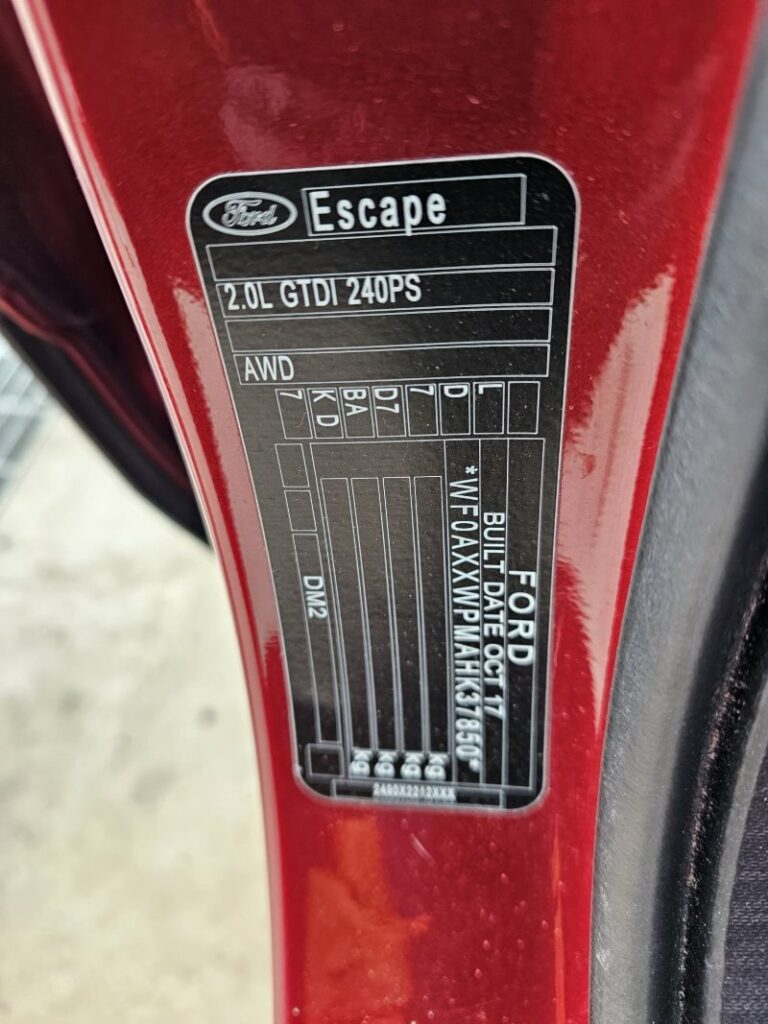 Ford Escape
2.0L GTDI 240PS
AWD
7 KD BA D7 7 D L
FORD
BUILT DATE OCT 17
*WF0AXXWPMAHK37850*
kg
kg
kg
kg
DM2
2490X2212XXX